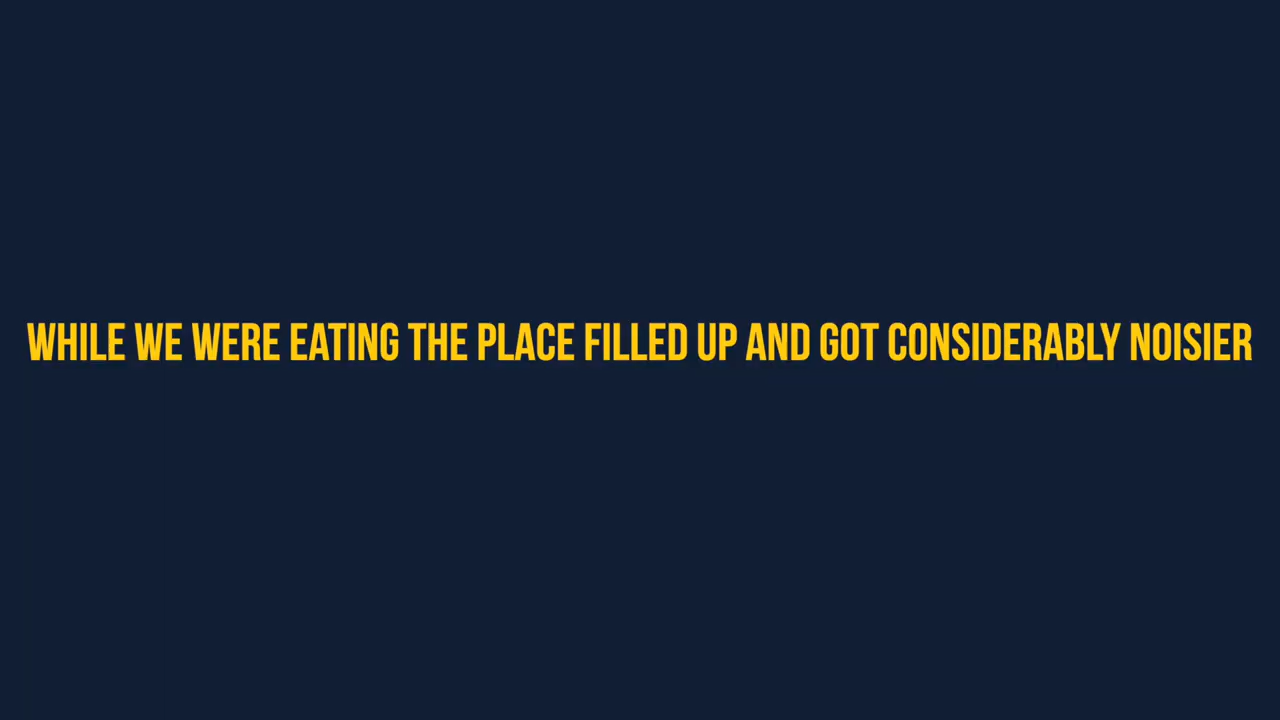 WHILE WE WERE EATING THE PLACE FILLED UP AND GOT CONSIDERABLY NOISIER